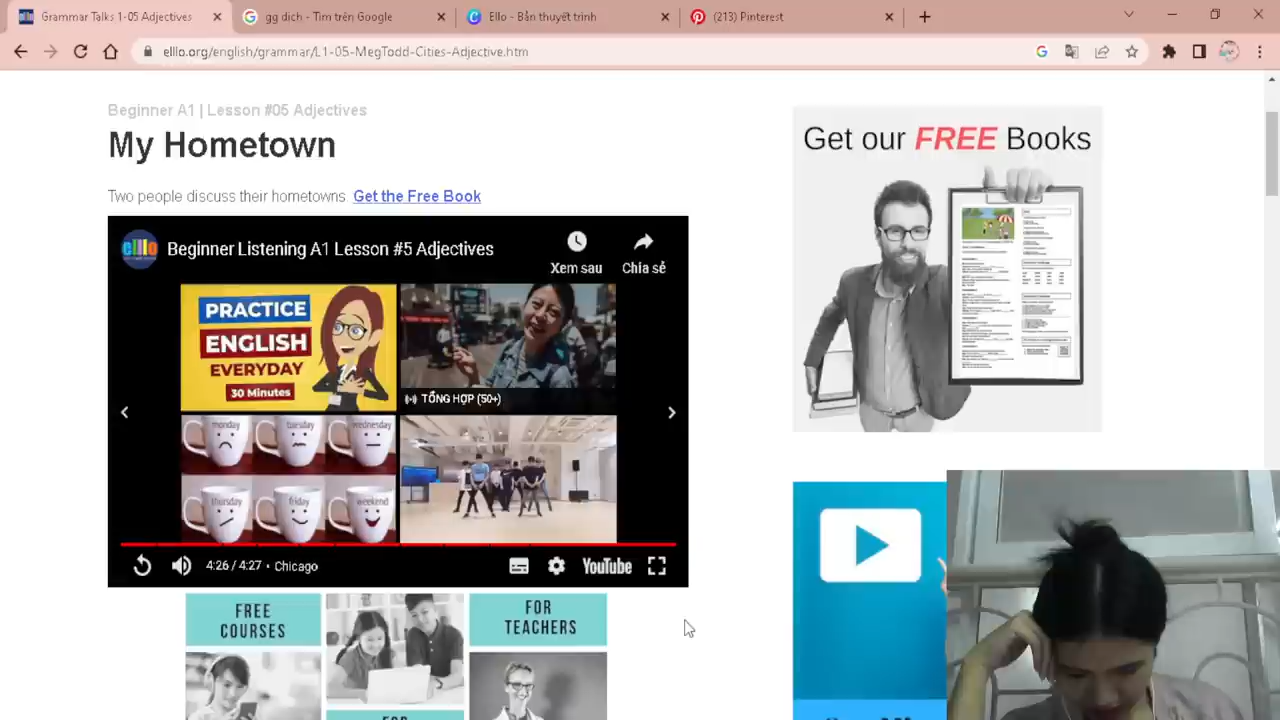 Grammar Talks 1-05 Adjectives
gg dịch - Tìm trên Google
Ello - Bản thuyết trình
(213) Pinterest
elllo.org/english/grammar/L1-05-MegTodd-Cities-Adjective.htm
Beginner A1 | Lesson #05 Adjectives
My Hometown
Two people discuss their hometowns. Get the Free Book
elllo
Beginner Listening A1 Lesson #5 Adjectives
Xem sau
Chia sẻ
PRACTICE
ENGLISH
EVERYDAY
30 Minutes
TỔNG HỢP (50+)
monday
tuesday
wednesday
thursday
friday
weekend
4:26 / 4:27 • Chicago
YouTube
FREE
COURSES
FOR
TEACHERS
FOR
Get our FREE Books